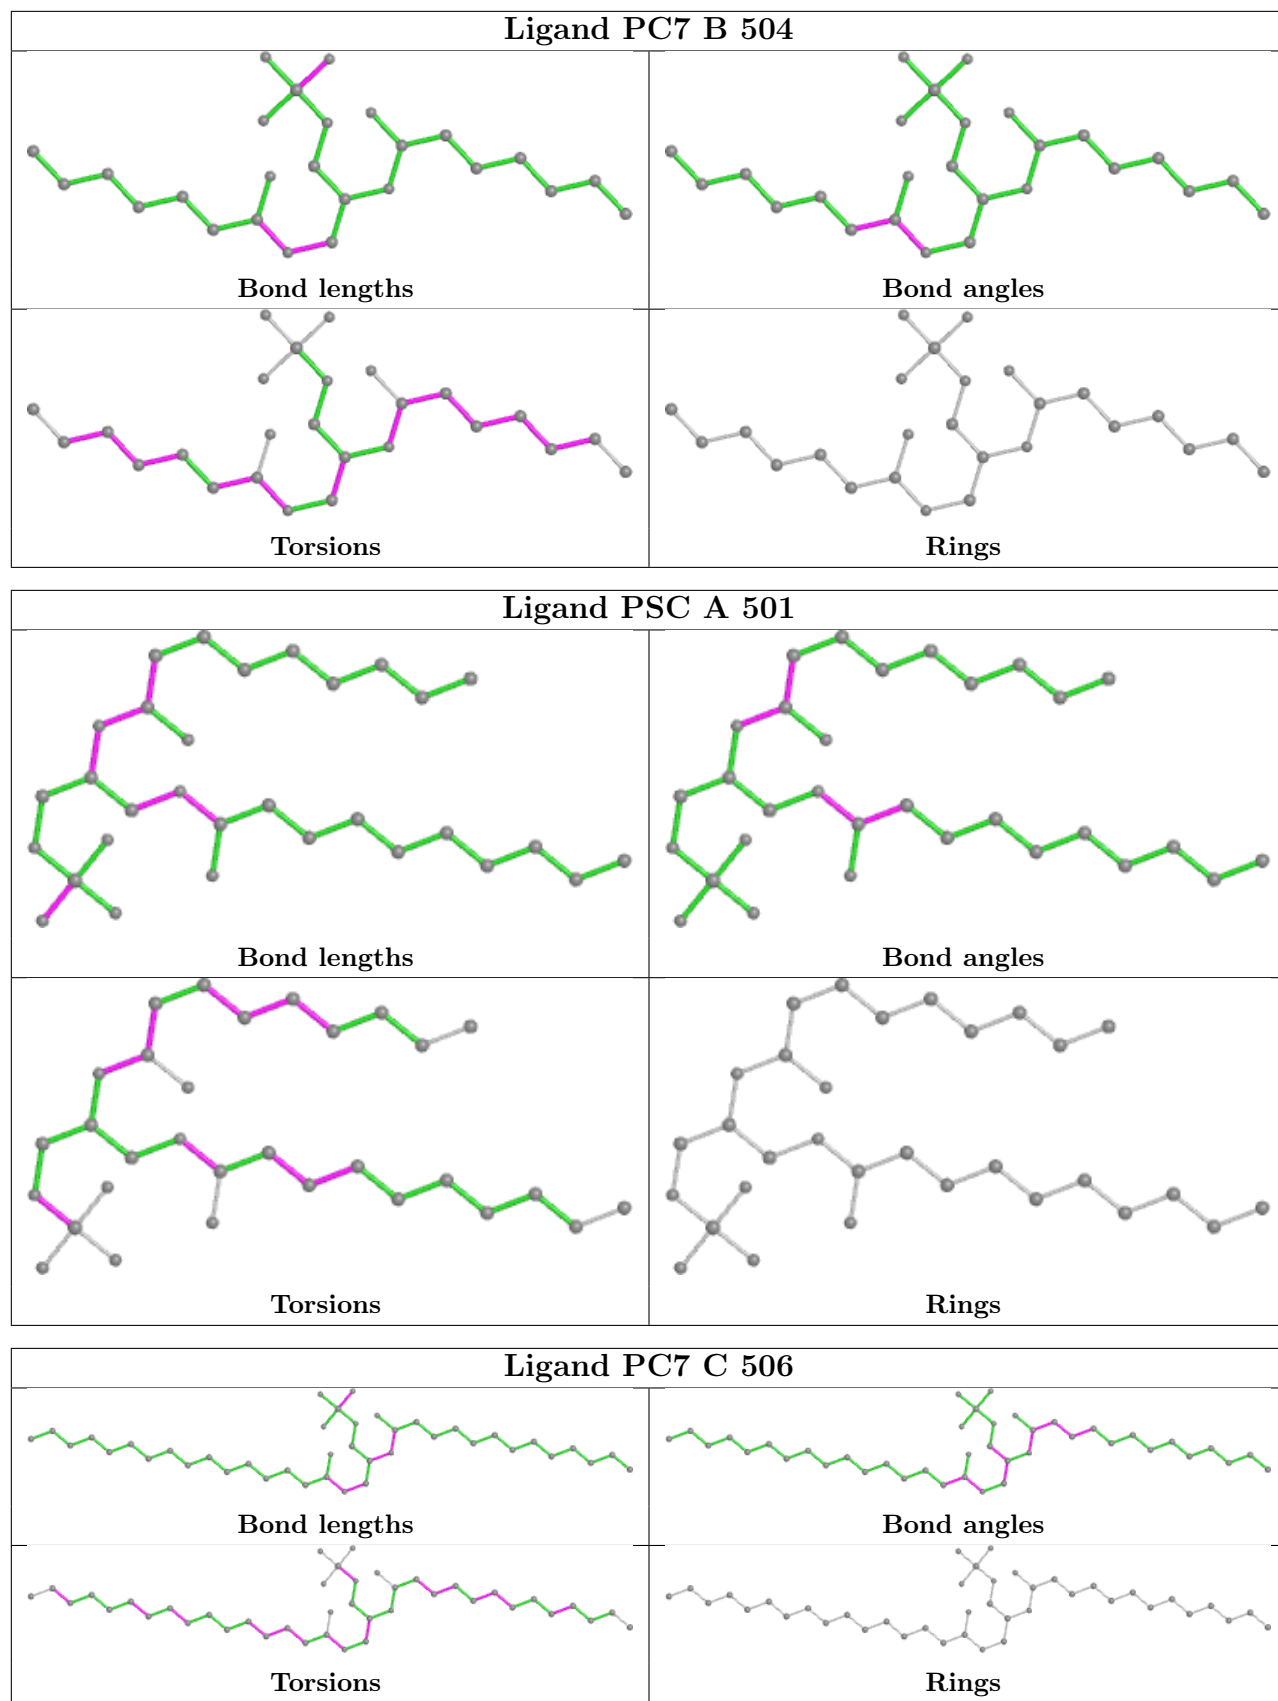 Ligand PC7 B 504
Bond lengths
Bond angles
Torsions
Rings
Ligand PSC A 501
Bond lengths
Bond angles
Torsions
Rings
Ligand PC7 C 506
Bond lengths
Bond angles
Torsions
Rings